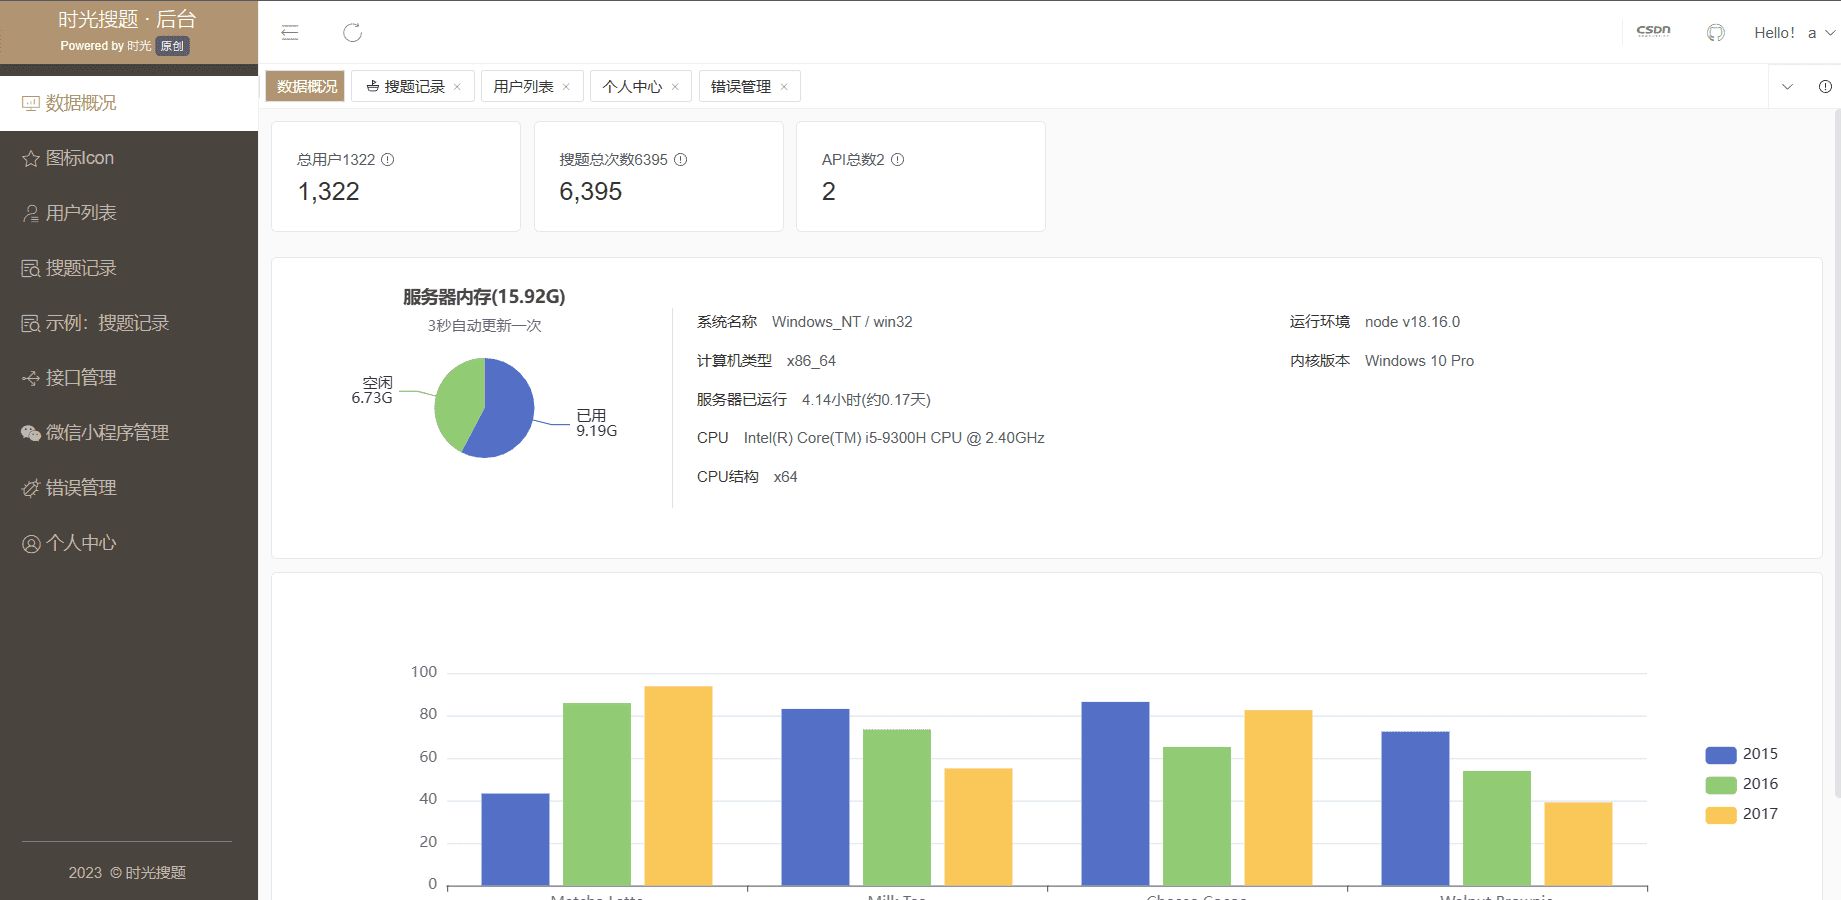 时光搜题 · 后台
Powered by 时光 原创
数据概况
图标Icon
用户列表
搜题记录
示例：搜题记录
接口管理
微信小程序管理
错误管理
个人中心
2023 © 时光搜题
CSDN
Hello！ a
数据概况 搜题记录 × 用户列表 × 个人中心 × 错误管理 ×
总用户1322
1,322
搜题总次数6395
6,395
API总数2
2
服务器内存(15.92G)
3秒自动更新一次
空闲
6.73G
已用
9.19G
系统名称 Windows_NT / win32
运行环境 node v18.16.0
计算机类型 x86_64
内核版本 Windows 10 Pro
服务器已运行 4.14小时(约0.17天)
CPU Intel(R) Core(TM) i5-9300H CPU @ 2.40GHz
CPU结构 x64
100
80
60
40
20
0
Matcha Latte Milk Tea Cheese Cocoa Walnut Brownie
2015
2016
2017